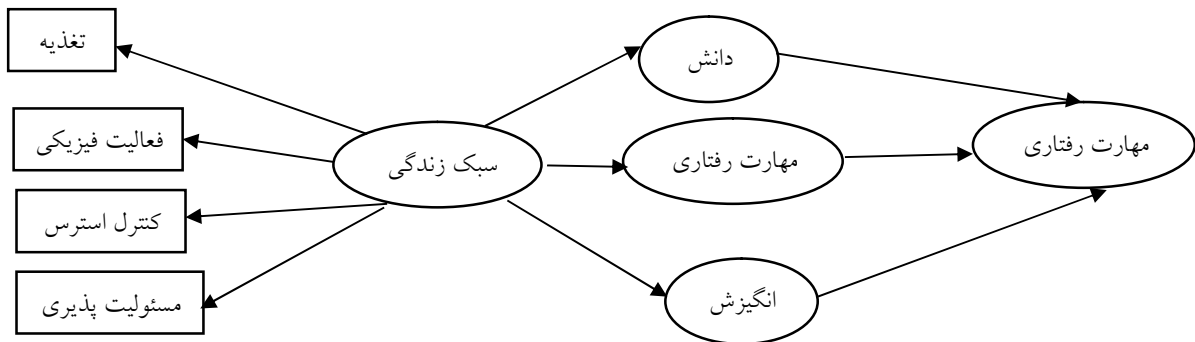 تغذیه
فعالیت فیزیکی
کنترل استرس
مسئولیت پذیری
سبک زندگی
دانش
مهارت رفتاری
انگیزش
مهارت رفتاری